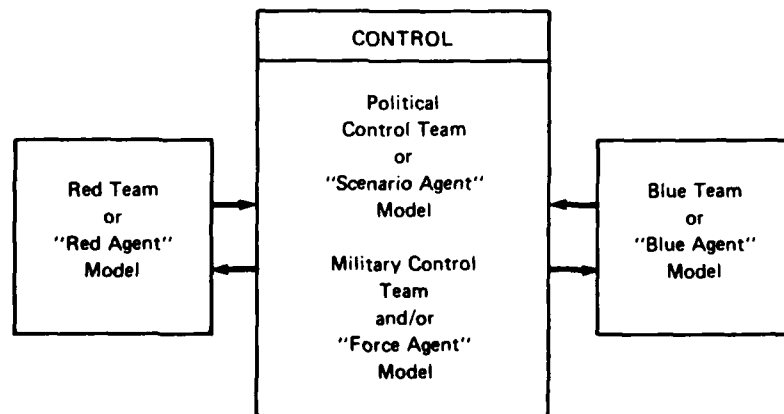 CONTROL
Political
Control Team
or
"Scenario Agent"
Model
Military Control
Team
and/or
"Force Agent"
Model
Red Team
or
"Red Agent"
Model
Blue Team
or
"Blue Agent"
Model